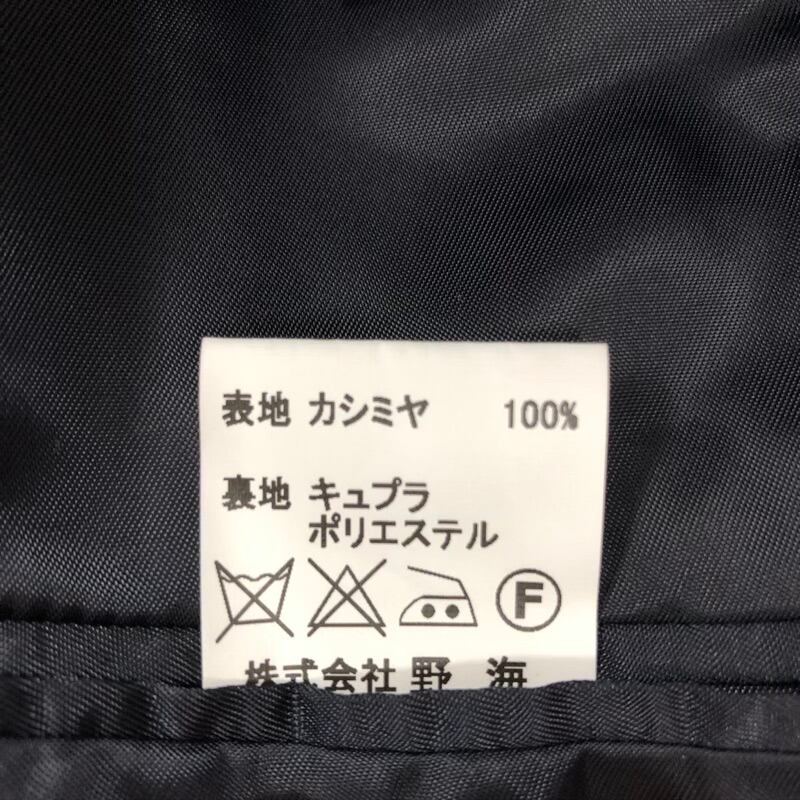 表地 カシミヤ 100%
裏地 キュプラ
ポリエステル
F
株式会社 野 海